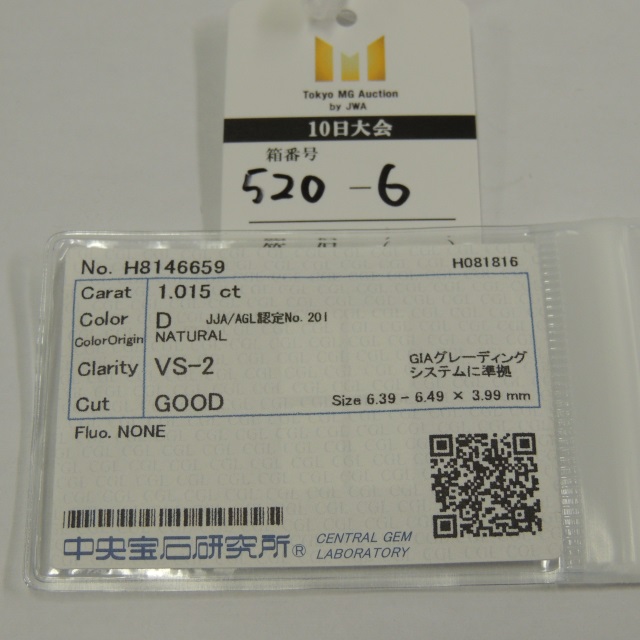 Tokyo MG Auction
by JWA
10日大会
箱番号
520-6
No. H8146659 H081816
Carat 1.015 ct
Color D JJA/AGL認定No.201
ColorOrigin NATURAL
Clarity VS-2 GIAグレーディング
システムに準拠
Cut GOOD Size 6.39 - 6.49 × 3.99 mm
Fluo. NONE
中央宝石研究所® CENTRAL GEM
LABORATORY